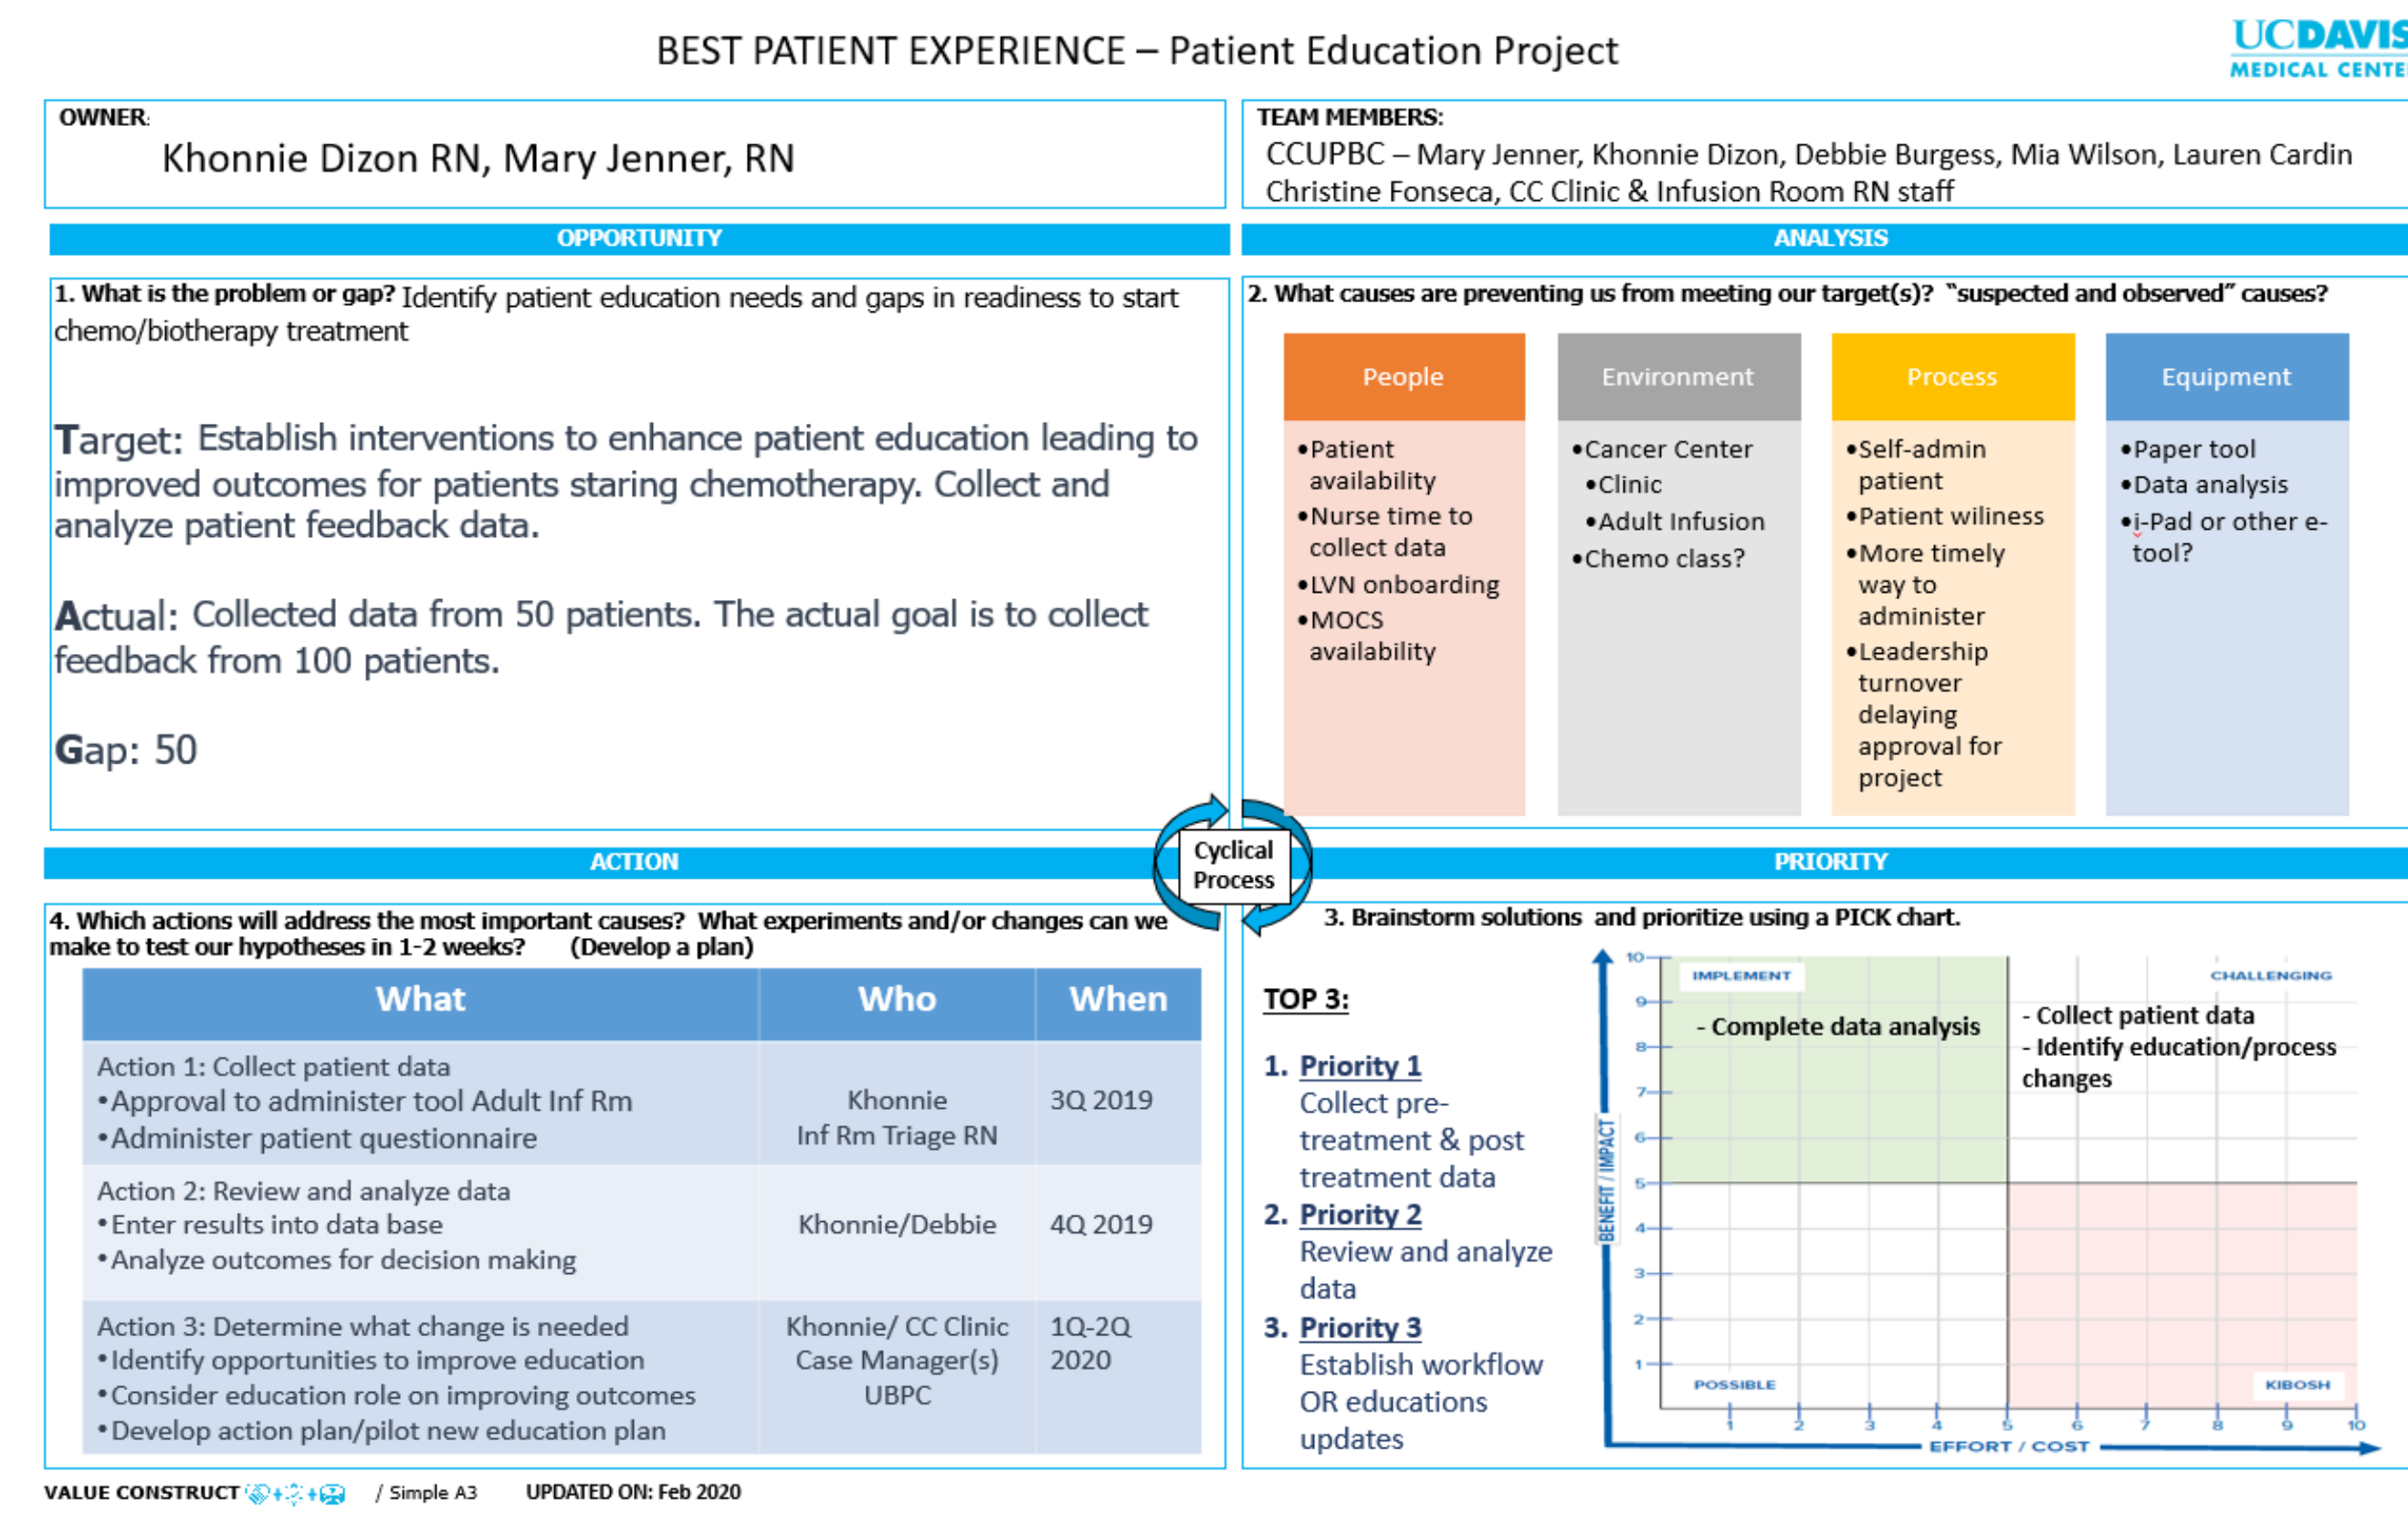 BEST PATIENT EXPERIENCE – Patient Education Project
UCDAVIS
MEDICAL CENTE
OWNER:
Khonnie Dizon RN, Mary Jenner, RN
TEAM MEMBERS:
CCUPBC – Mary Jenner, Khonnie Dizon, Debbie Burgess, Mia Wilson, Lauren Cardin
Christine Fonseca, CC Clinic & Infusion Room RN staff
OPPORTUNITY
1. What is the problem or gap? Identify patient education needs and gaps in readiness to start
chemo/biotherapy treatment
Target: Establish interventions to enhance patient education leading to
improved outcomes for patients staring chemotherapy. Collect and
analyze patient feedback data.
Actual: Collected data from 50 patients. The actual goal is to collect
feedback from 100 patients.
Gap: 50
ANALYSIS
2. What causes are preventing us from meeting our target(s)? “suspected and observed” causes?
People
•Patient
availability
•Nurse time to
collect data
•LVN onboarding
•MOCS
availability
Environment
•Cancer Center
•Clinic
•Adult Infusion
•Chemo class?
Process
•Self-admin
patient
•Patient wiliness
•More timely
way to
administer
•Leadership
turnover
delaying
approval for
project
Equipment
•Paper tool
•Data analysis
•i-Pad or other e-
tool?
Cyclical
Process
ACTION
4. Which actions will address the most important causes? What experiments and/or changes can we
make to test our hypotheses in 1-2 weeks? (Develop a plan)
What Who When
Action 1: Collect patient data
•Approval to administer tool Adult Inf Rm
•Administer patient questionnaire
Khonnie
Inf Rm Triage RN
3Q 2019
Action 2: Review and analyze data
•Enter results into data base
•Analyze outcomes for decision making
Khonnie/Debbie
4Q 2019
Action 3: Determine what change is needed
•Identify opportunities to improve education
•Consider education role on improving outcomes
•Develop action plan/pilot new education plan
Khonnie/ CC Clinic
Case Manager(s)
UBPC
1Q-2Q
2020
PRIORITY
3. Brainstorm solutions and prioritize using a PICK chart.
TOP 3:
1. Priority 1
Collect pre-
treatment & post
treatment data
2. Priority 2
Review and analyze
data
3. Priority 3
Establish workflow
OR educations
updates
BENEFIT / IMPACT
10
9
8
7
6
5
4
3
2
1
IMPLEMENT
- Complete data analysis
CHALLENGING
- Collect patient data
- Identify education/process
changes
POSSIBLE
KIBOSH
1 2 3 4 5 6 7 8 9 10
EFFORT / COST
VALUE CONSTRUCT / Simple A3 UPDATED ON: Feb 2020